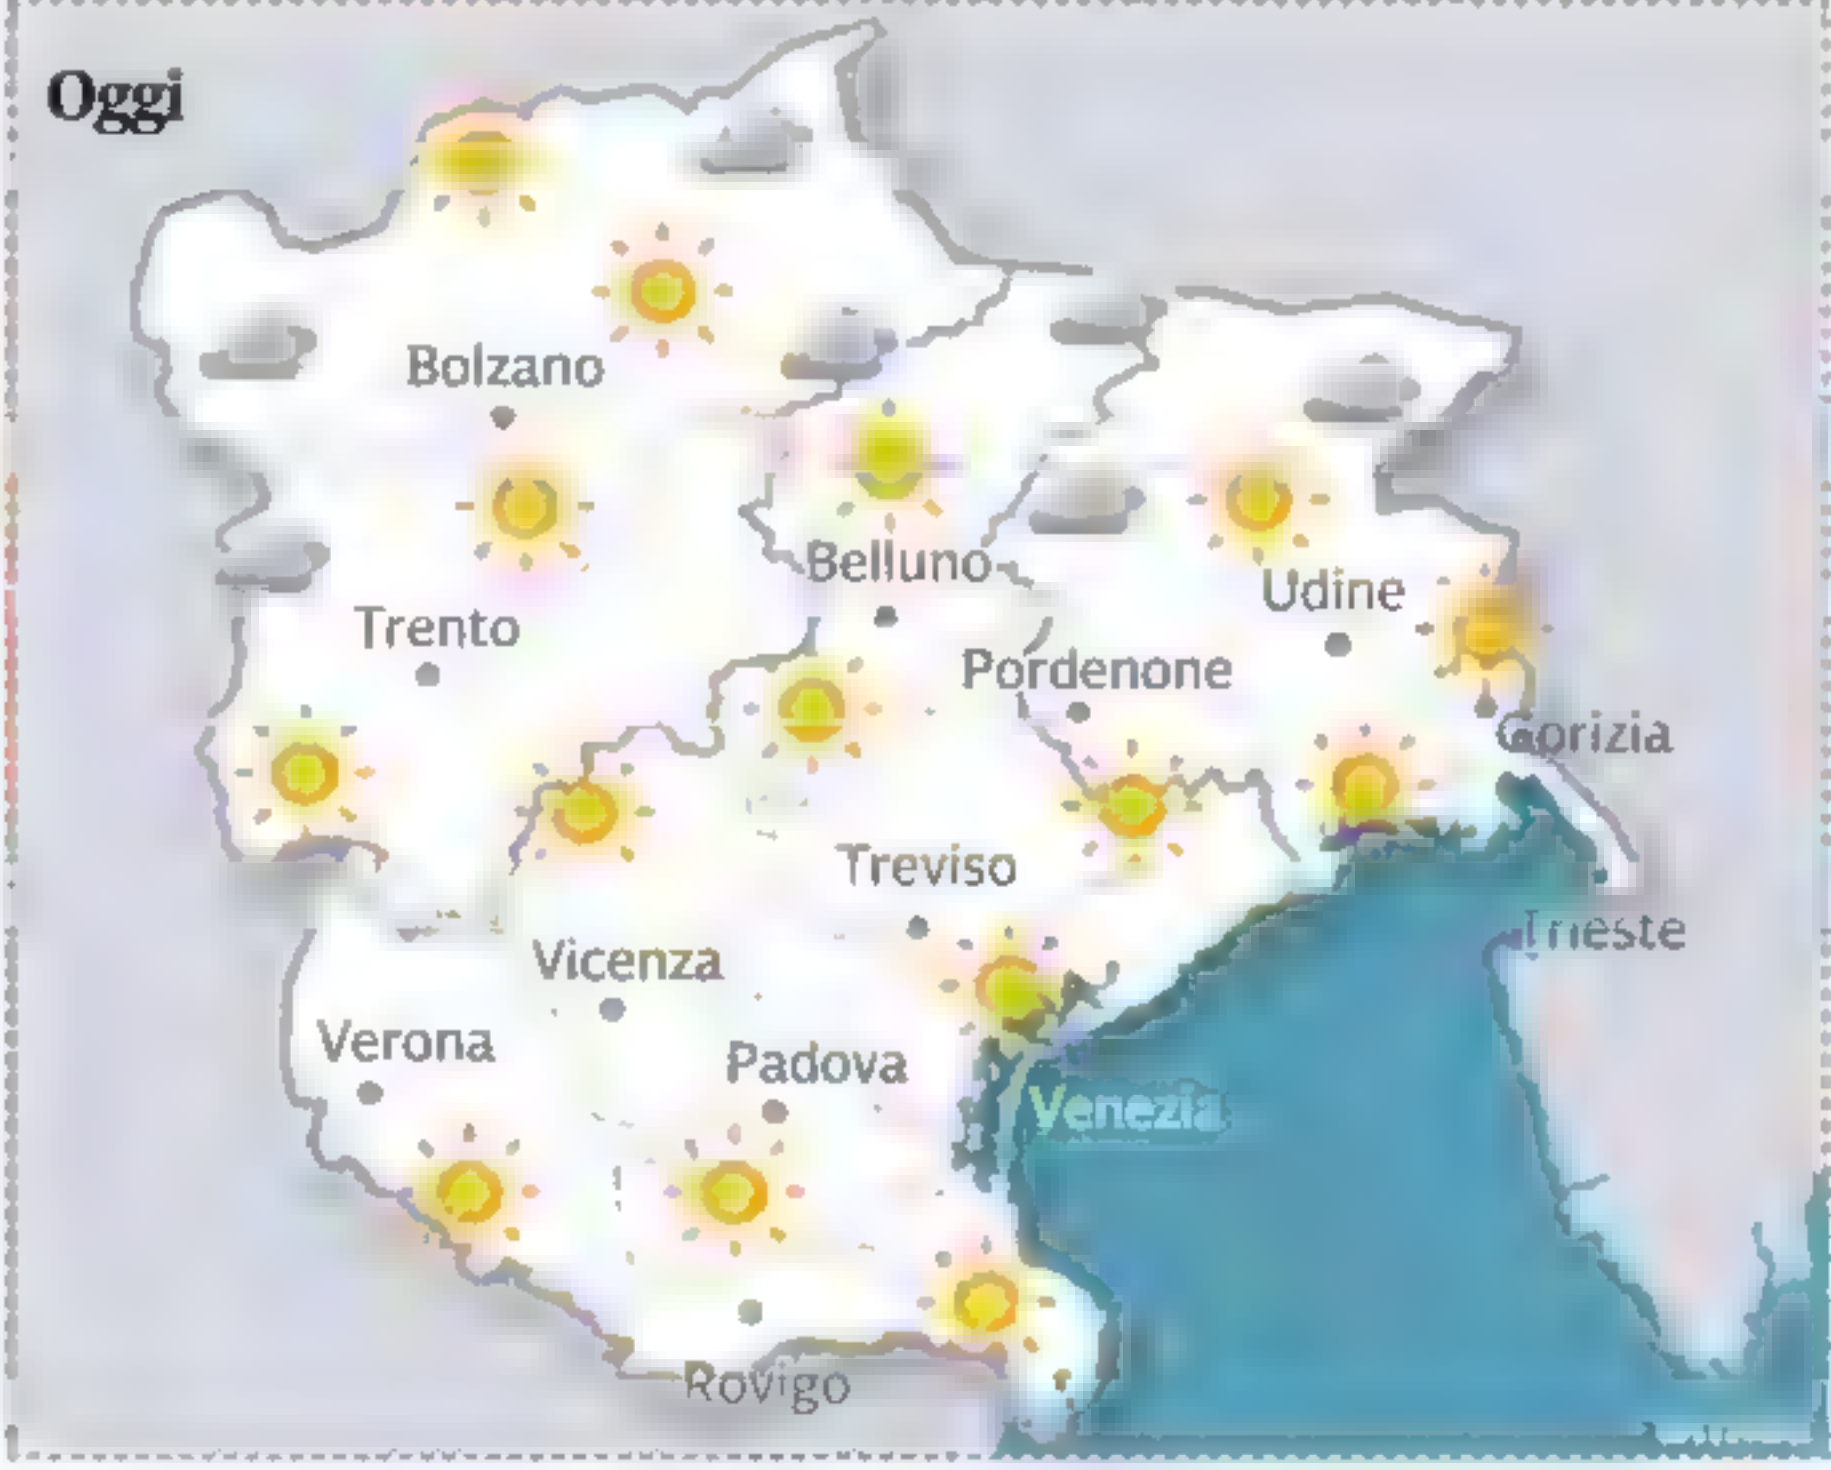 Oggi
Bolzano
Belluno
Udine
Trento
Pordenone
Gorizia
Treviso
Trieste
Vicenza
Verona
Padova
Venezia
Rovigo